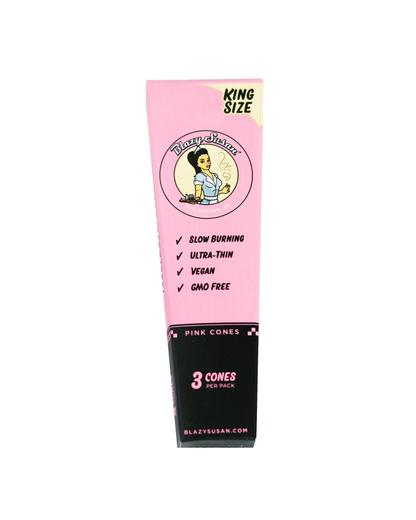 KING
SIZE
Blazy Susan
✓ SLOW BURNING
✓ ULTRA-THIN
✓ VEGAN
✓ GMO FREE
PINK CONES
3 CONES
PER PACK
BLAZYSUSAN.COM